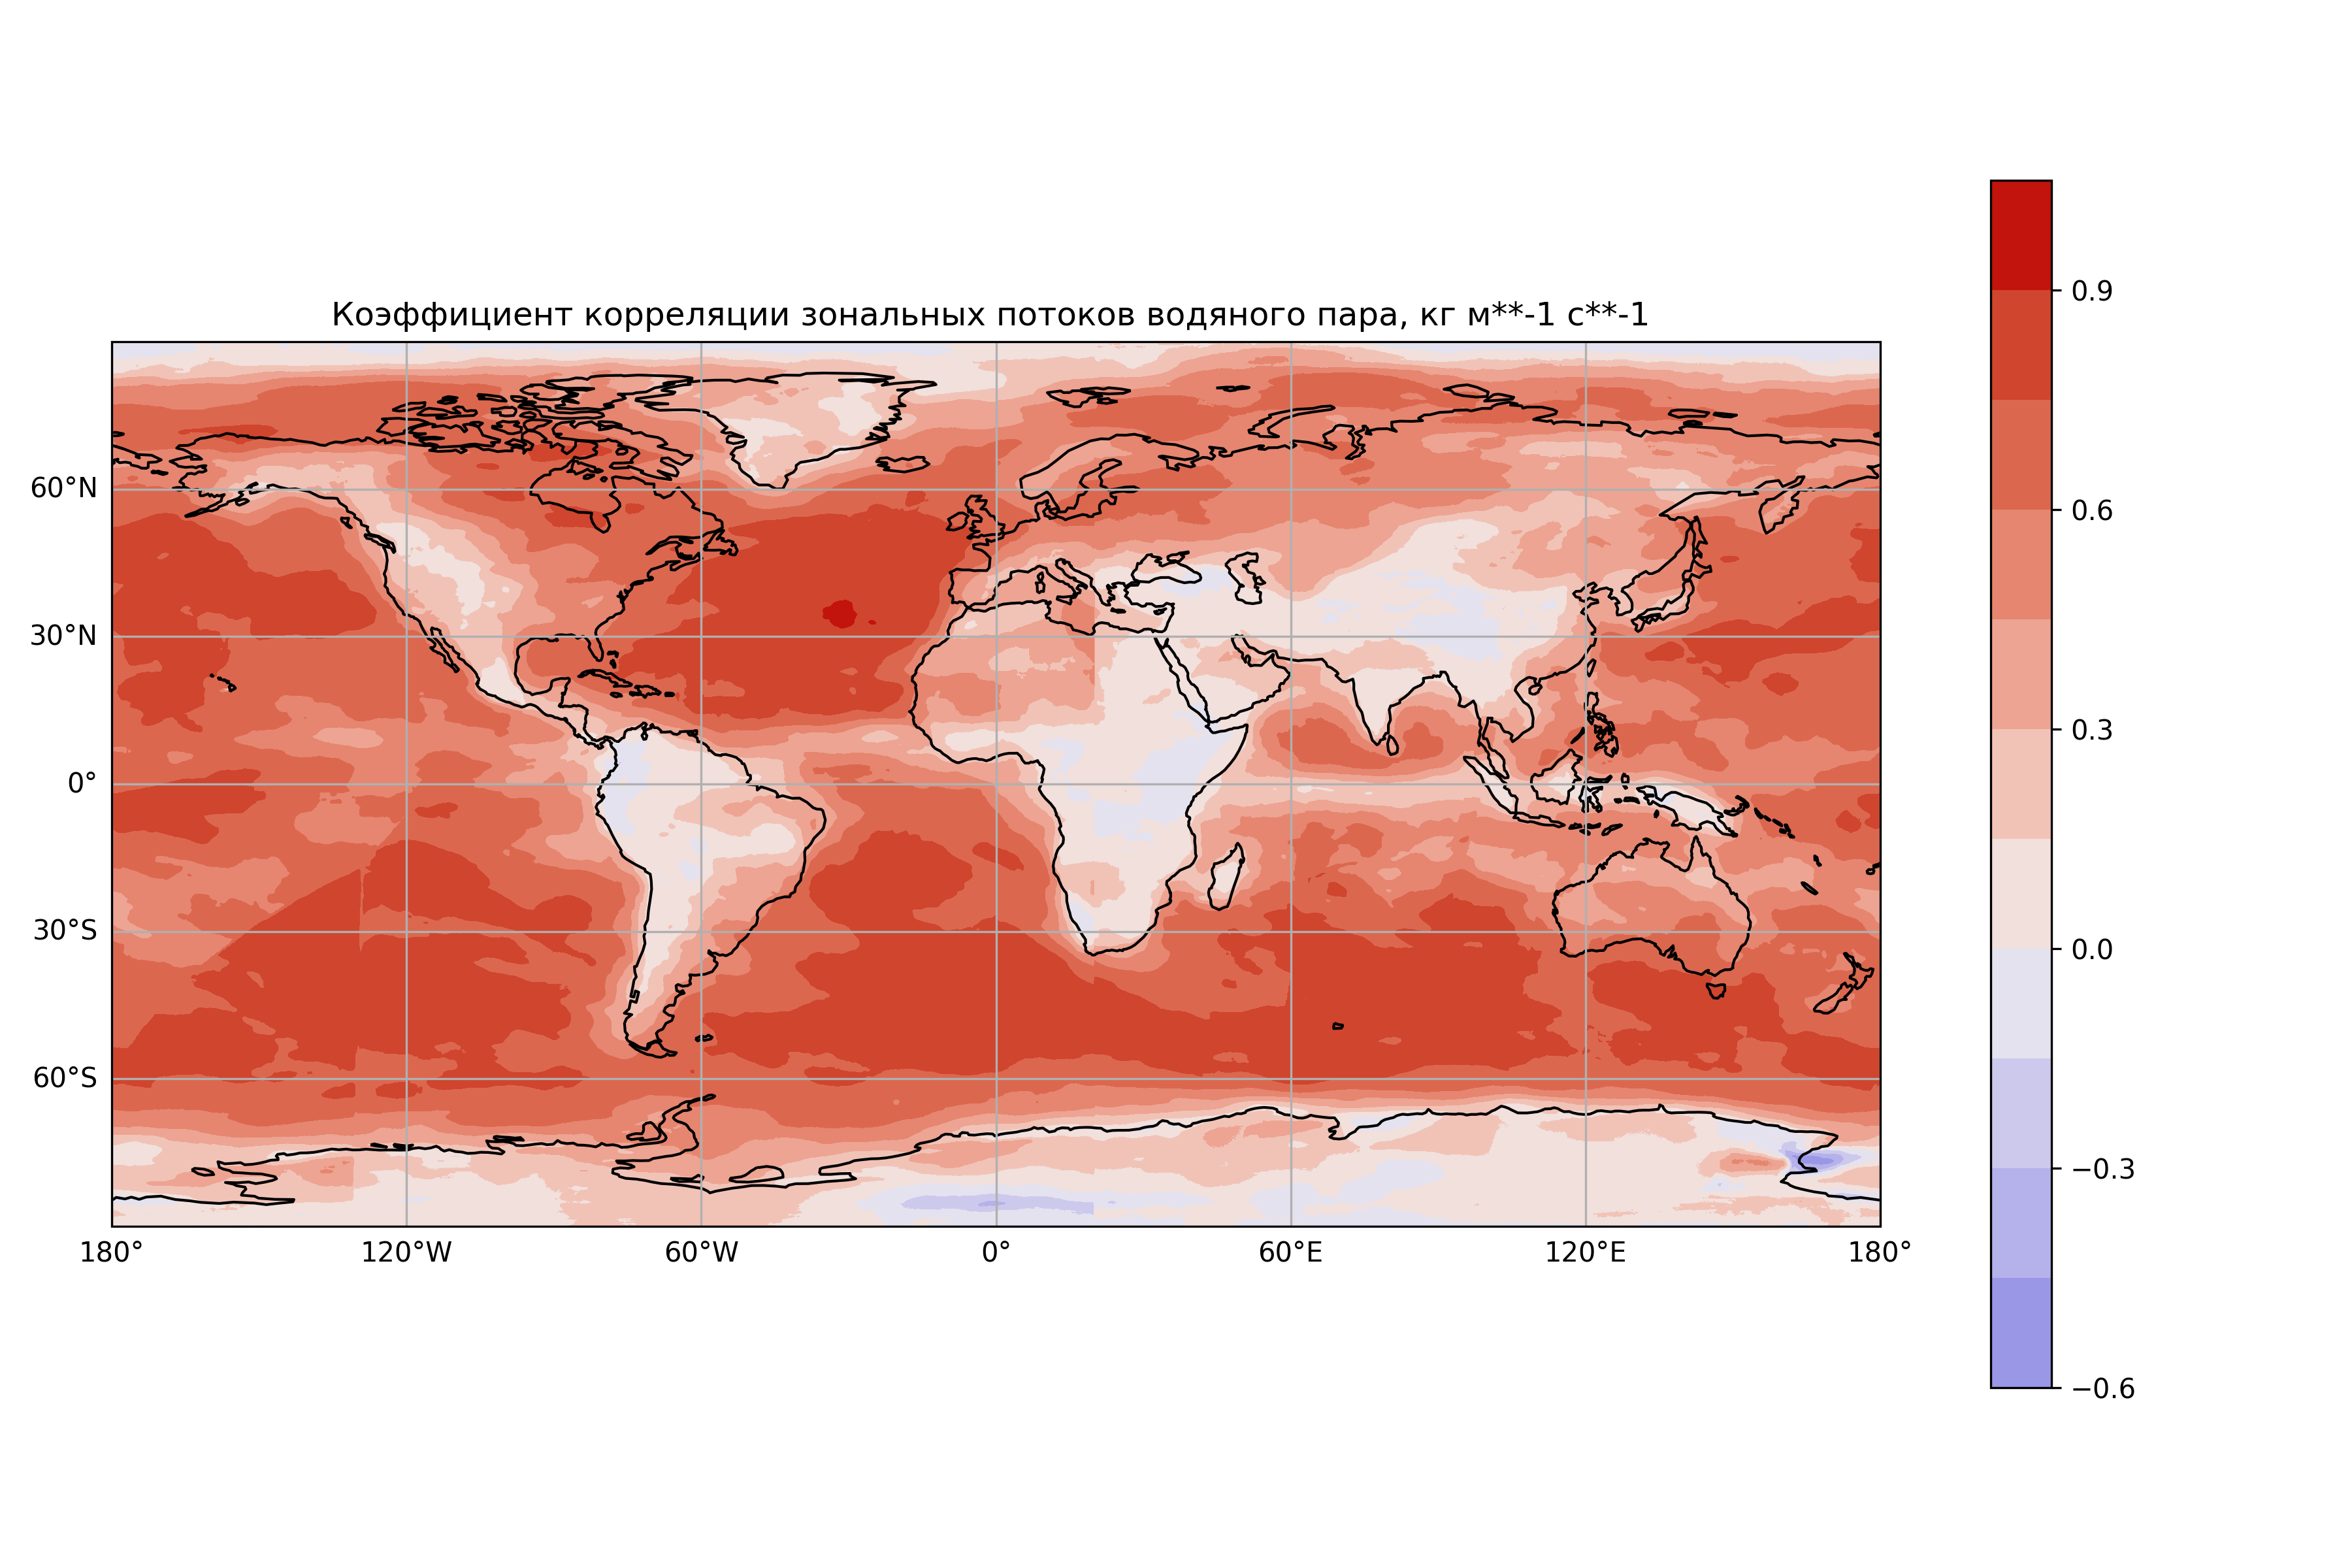 Коэффициент корреляции зональных потоков водяного пара, кг м**-1 с**-1
60°N
30°N
0°
30°S
60°S
180°
120°W
60°W
0°
60°E
120°E
180°
0.9
0.6
0.3
0.0
−0.3
−0.6